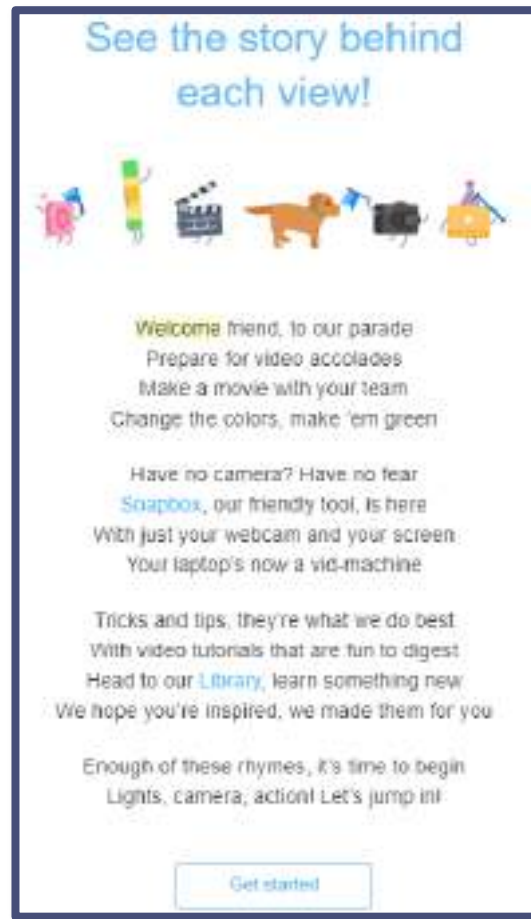 See the story behind
each view!
Welcome friend, to our parade
Prepare for video accolades
Make a movie with your team
Change the colors, make 'em green
Have no camera? Have no fear
Soapbox, our friendly tool, is here
With just your webcam and your screen
Your laptop's now a vid-machine
Tricks and tips, they're what we do best
With video tutorials that are fun to digest
Head to our Library, learn something new
We hope you're inspired, we made them for you
Enough of these rhymes, it's time to begin
Lights, camera, action! Let's jump in!
Get started